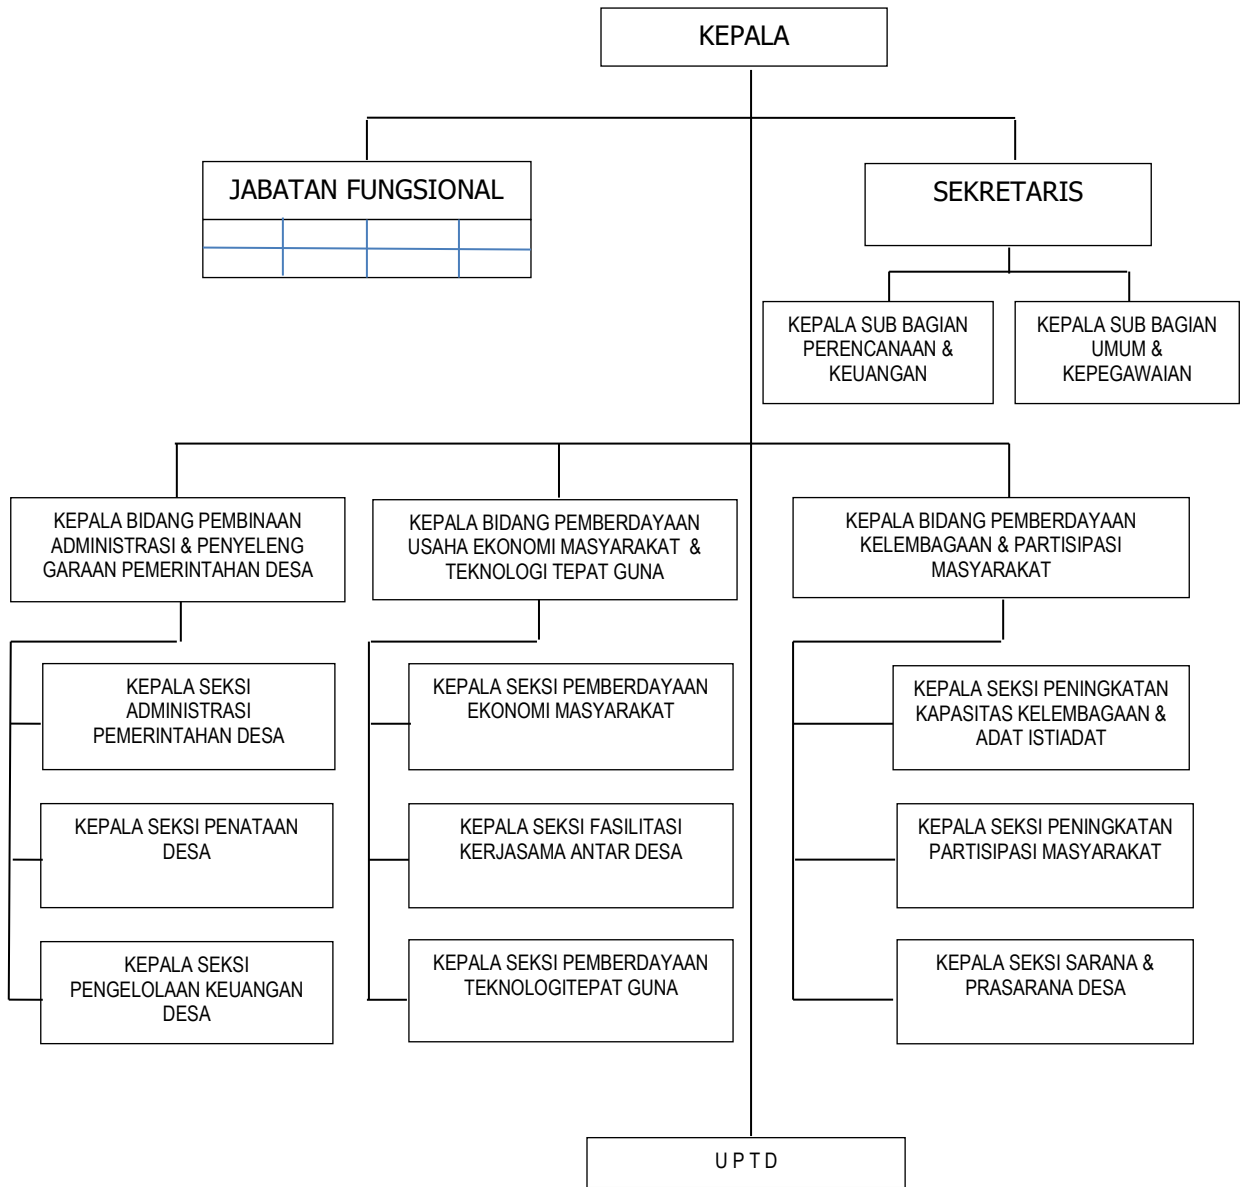 KEPALA
JABATAN FUNGSIONAL
SEKRETARIS
KEPALA SUB BAGIAN
PERENCANAAN &
KEUANGAN
KEPALA SUB BAGIAN
UMUM &
KEPEGAWAIAN
KEPALA BIDANG PEMBINAAN
ADMINISTRASI & PENYELENG
GARAAN PEMERINTAHAN DESA
KEPALA BIDANG PEMBERDAYAAN
USAHA EKONOMI MASYARAKAT &
TEKNOLOGI TEPAT GUNA
KEPALA BIDANG PEMBERDAYAAN
KELEMBAGAAN & PARTISIPASI
MASYARAKAT
KEPALA SEKSI
ADMINISTRASI
PEMERINTAHAN DESA
KEPALA SEKSI PEMBERDAYAAN
EKONOMI MASYARAKAT
KEPALA SEKSI PENINGKATAN
KAPASITAS KELEMBAGAAN &
ADAT ISTIADAT
KEPALA SEKSI PENATAAN
DESA
KEPALA SEKSI FASILITASI
KERJASAMA ANTAR DESA
KEPALA SEKSI PENINGKATAN
PARTISIPASI MASYARAKAT
KEPALA SEKSI
PENGELOLAAN KEUANGAN
DESA
KEPALA SEKSI PEMBERDAYAAN
TEKNOLOGITEPAT GUNA
KEPALA SEKSI SARANA &
PRASARANA DESA
U P T D